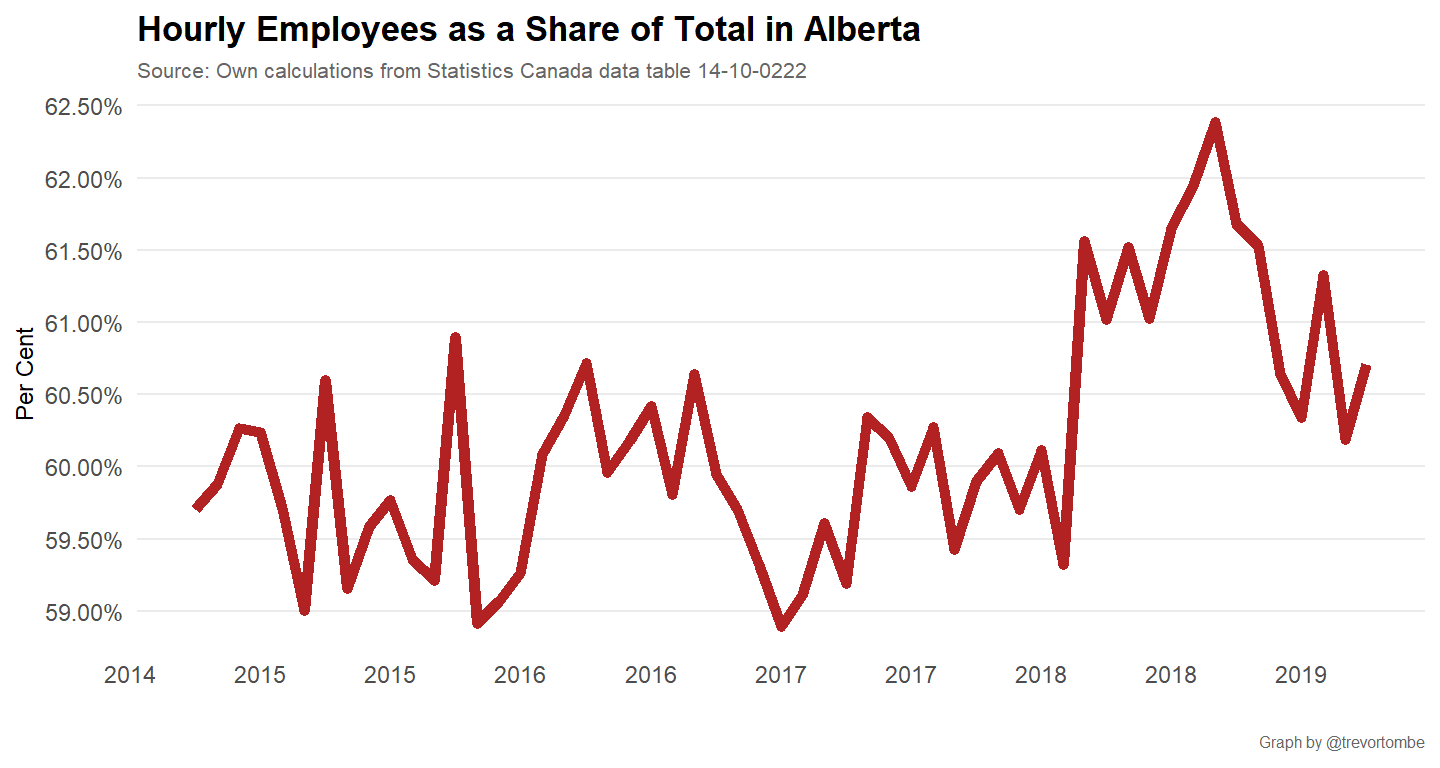 Hourly Employees as a Share of Total in Alberta
Source: Own calculations from Statistics Canada data table 14-10-0222
62.50%
62.00%
61.50%
61.00%
60.50%
60.00%
59.50%
59.00%
Per Cent
2014 2015 2015 2016 2016 2017 2017 2018 2018 2019
Graph by @trevortombe